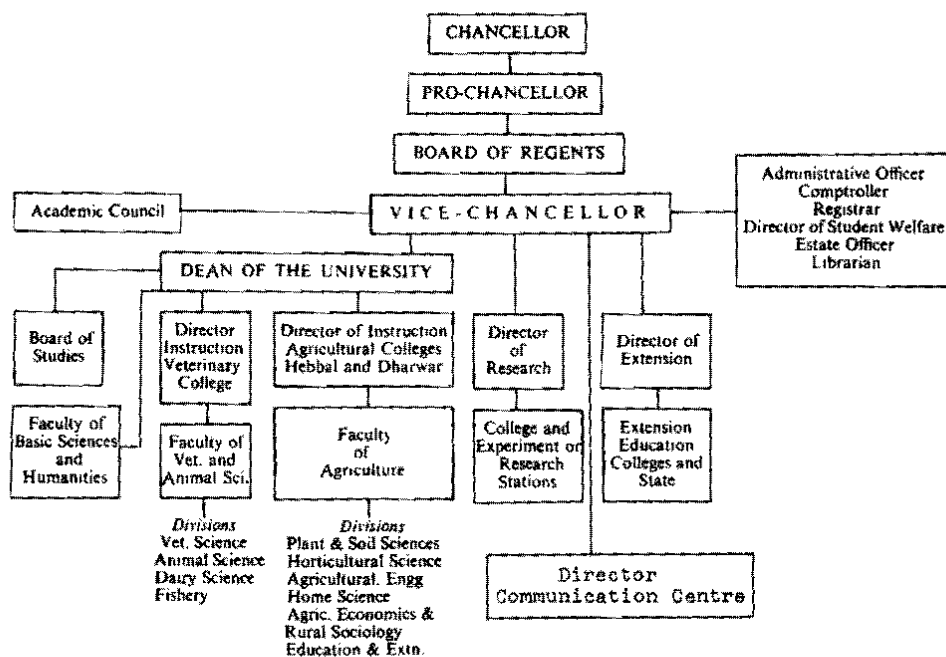 CHANCELLOR
PRO-CHANCELLOR
BOARD OF REGENTS
Academic Council
VICE-CHANCELLOR
Administrative Officer
Comptroller
Registrar
Director of Student Welfare
Estate Officer
Librarian
DEAN OF THE UNIVERSITY
Board of
Studies
Director
Instruction
Veterinary
College
Director of Instruction
Agricultural Colleges
Hebbal and Dharwar
Director
of
Research
Director of
Extension
Faculty of
Basic Sciences
and
Humanities
Faculty of
Vet. and
Animal Sci.
Faculty
of
Agriculture
College and
Experiment or
Research
Stations
Extension
Education
Colleges and
State
Divisions
Vet. Science
Animal Science
Dairy Science
Fishery
Divisions
Plant & Soil Sciences
Horticultural Science
Agricultural. Engg
Home Science
Agric. Economics &
Rural Sociology
Education & Extn.
Director
Communication Centre